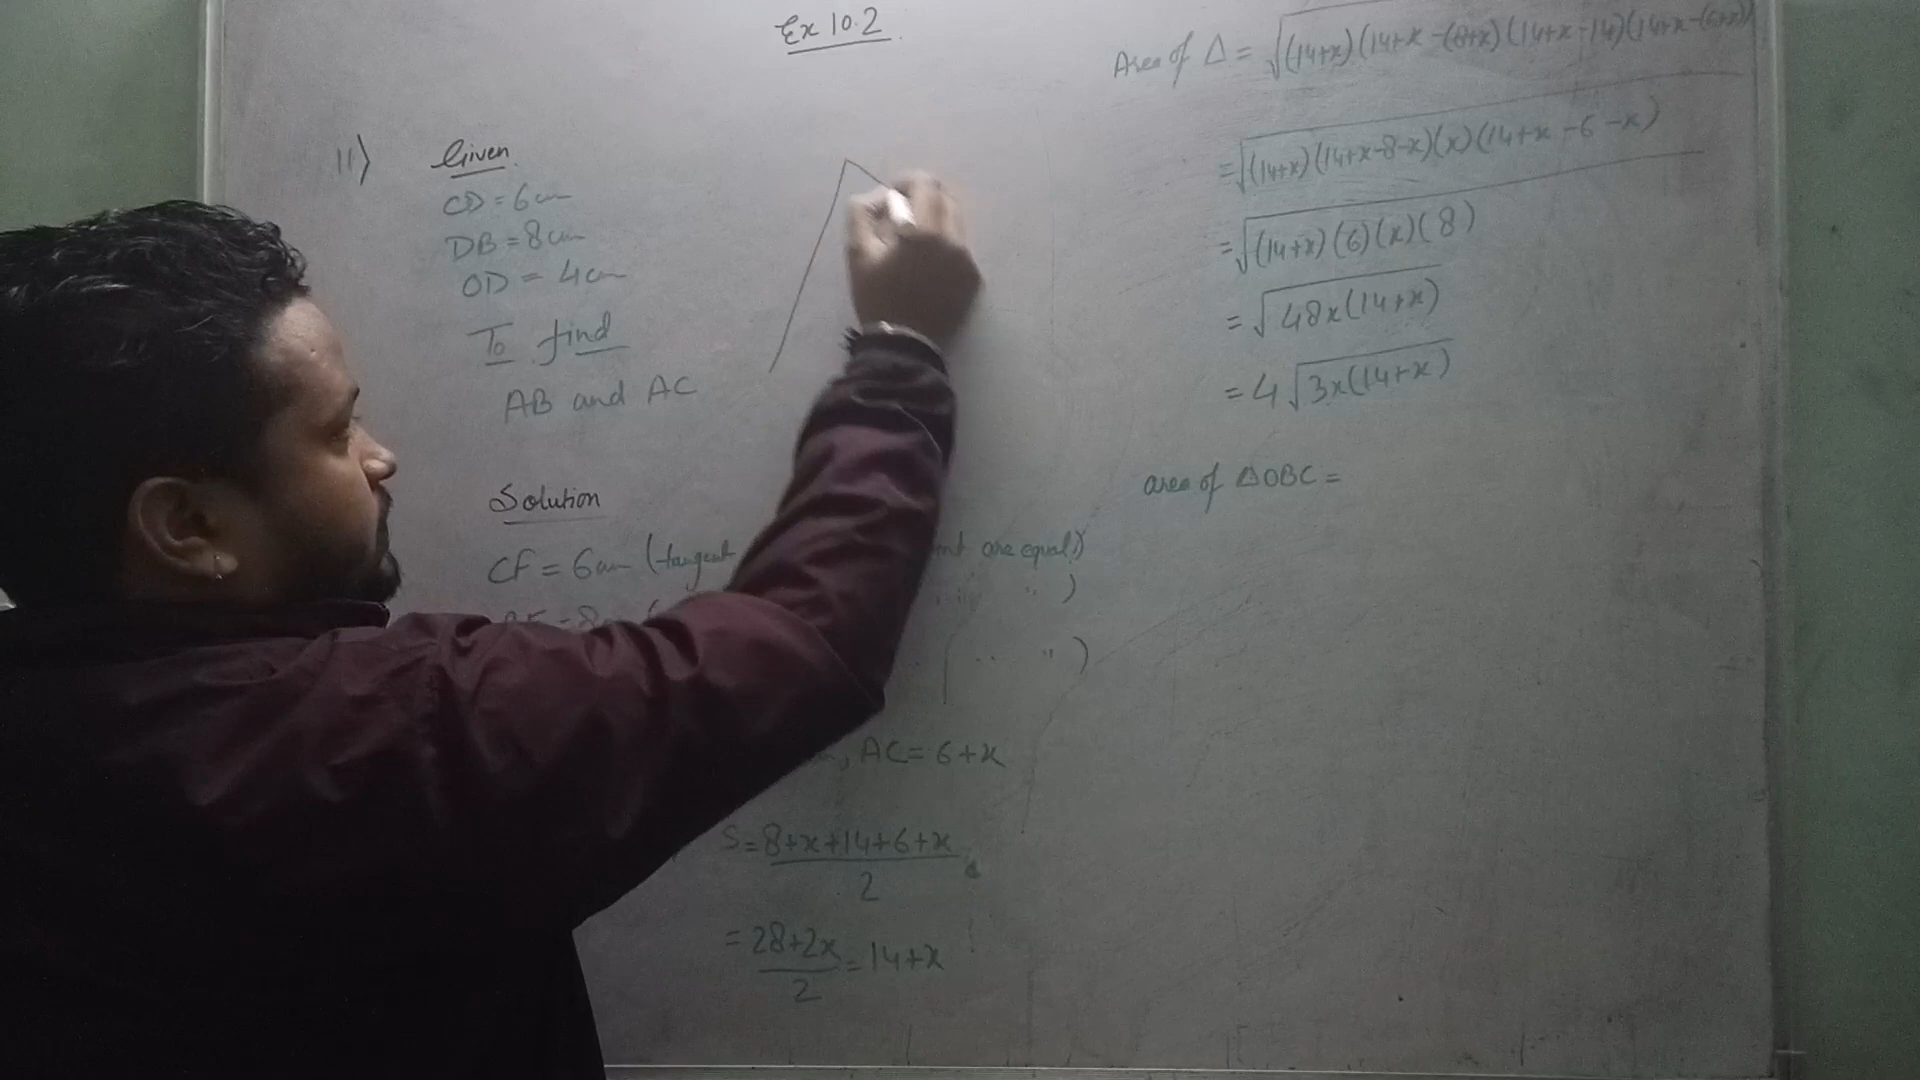 Ex 10.2
11) Given
CD = 6cm
DB = 8cm
OD = 4cm
To find
AB and AC
Solution
CF = 6cm (tangent are equal)
" )
" )
, AC = 6+x
S = 8+x+14+6+x
2
= 28+2x = 14+x
2
Area of Δ = √(14+x)(14+x-(8+x)(14+x-14)(14+x-(6+x))
= √(14+x)(14+x-8-x)(x)(14+x-6-x)
= √(14+x)(6)(x)(8)
= √48x(14+x)
= 4√3x(14+x)
area of ΔOBC =